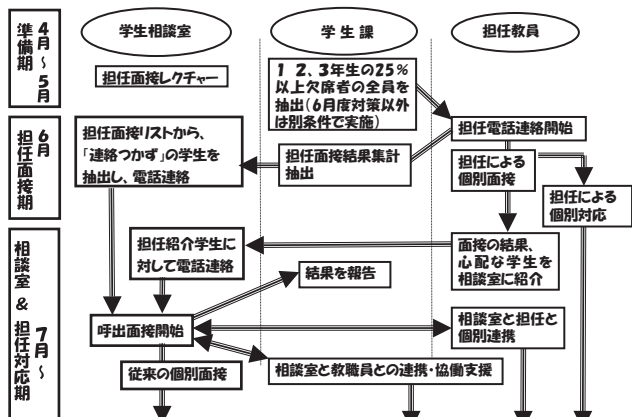 4月～5月
準備期
学生相談室
学生課
担任教員
担任面接レクチャー
1 2、3年生の25%
以上欠席者の全員を
抽出(6月度対策以外
は別条件で実施)
6月
担任面接期
担任電話連絡開始
担任面接リストから、
「連絡つかず」の学生を
抽出し、電話連絡
担任面接結果集計
抽出
担任による
個別面接
担任による
個別対応
7月～
相談室 & 担任対応期
担任紹介学生に
対して電話連絡
面接の結果、
心配な学生を
相談室に紹介
結果を報告
呼出面接開始
相談室と担任と
個別連携
従来の個別面接
相談室と教職員との連携・協働支援